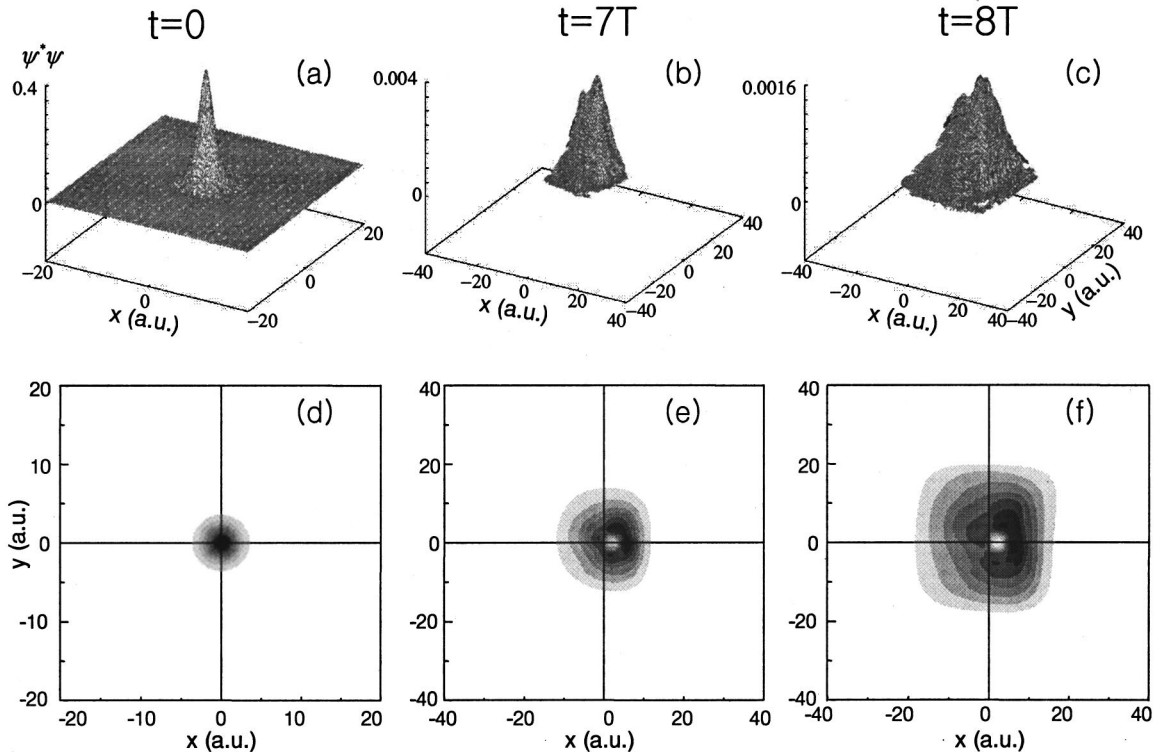 t=0 t=7T t=8T
ψ*ψ
(a) (b) (c)
0.4 0.004 0.0016
0 0 0
20 40 40
0 20 20
-20 0 0
-20 -20 -20
-40 -40
-20 0
-40 -20 0 20 40
-40 -20 0 20 40
x (a.u.) x (a.u.) x (a.u.) y (a.u.)
20 40 40
(d) (e) (f)
10 20 20
y (a.u.)
0 0 0
-10 -20 -20
-20 -40 -40
-20 -10 0 10 20 -40 -20 0 20 40 -40 -20 0 20 40
x (a.u.) x (a.u.) x (a.u.)